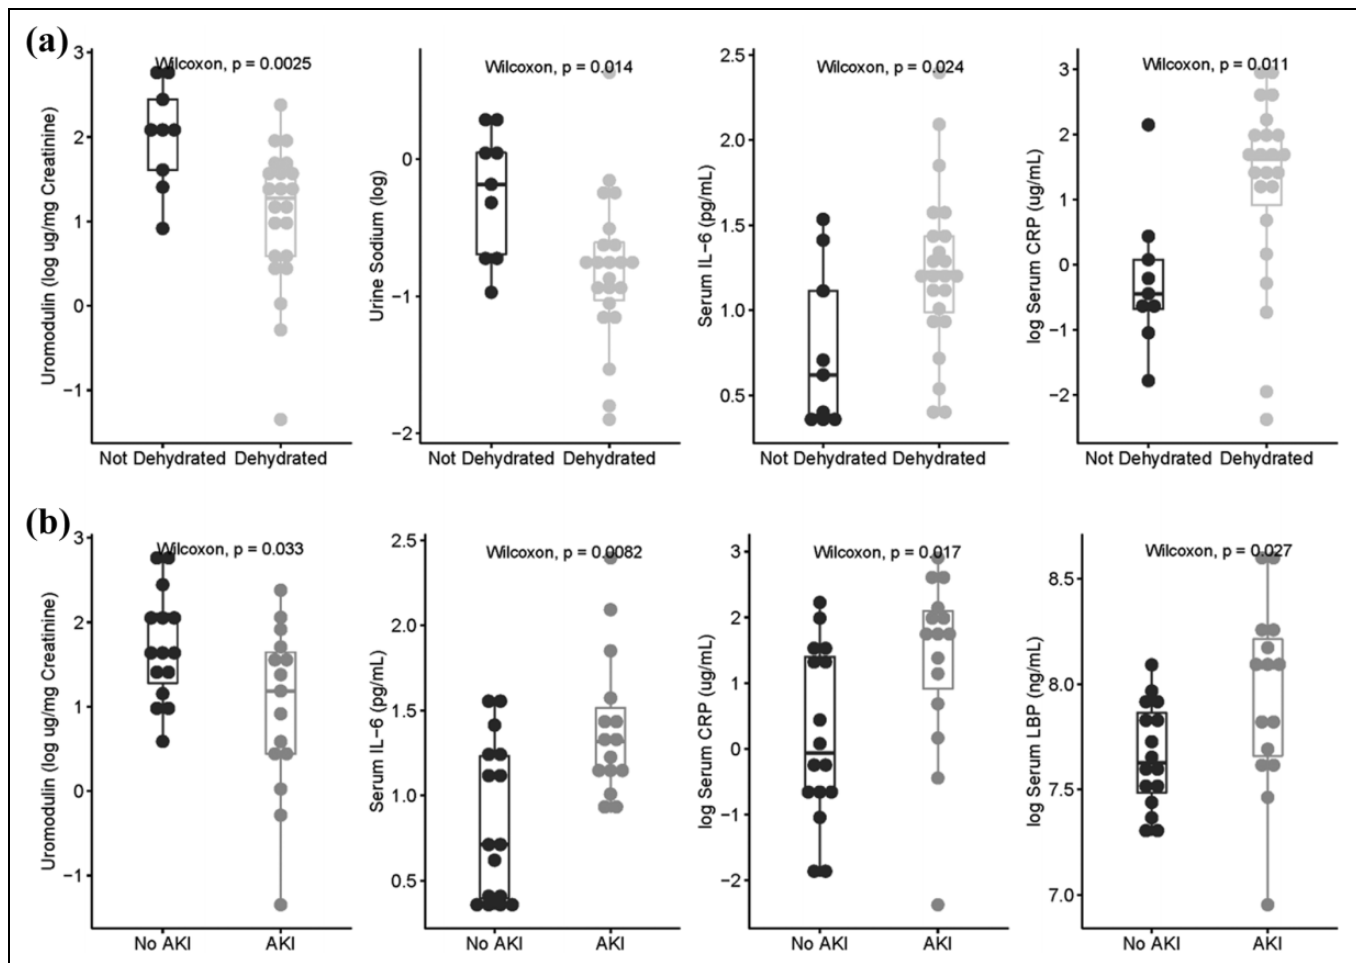 (a)
Wilcoxon, p = 0.0025
Uromodulin (log ug/mg Creatinine)
3
2
1
0
−1
Not Dehydrated Dehydrated
Wilcoxon, p = 0.014
Urine Sodium (log)
0
−1
−2
Not Dehydrated Dehydrated
Wilcoxon, p = 0.024
Serum IL-6 (pg/mL)
2.5
2.0
1.5
1.0
0.5
Not Dehydrated Dehydrated
Wilcoxon, p = 0.011
log Serum CRP (ug/mL)
3
2
1
0
−1
−2
Not Dehydrated Dehydrated
(b)
Wilcoxon, p = 0.033
Uromodulin (log ug/mg Creatinine)
3
2
1
0
−1
No AKI AKI
Wilcoxon, p = 0.0082
Serum IL-6 (pg/mL)
2.5
2.0
1.5
1.0
0.5
No AKI AKI
Wilcoxon, p = 0.017
log Serum CRP (ug/mL)
3
2
1
0
−1
−2
No AKI AKI
Wilcoxon, p = 0.027
log Serum LBP (ng/mL)
8.5
8.0
7.5
7.0
No AKI AKI